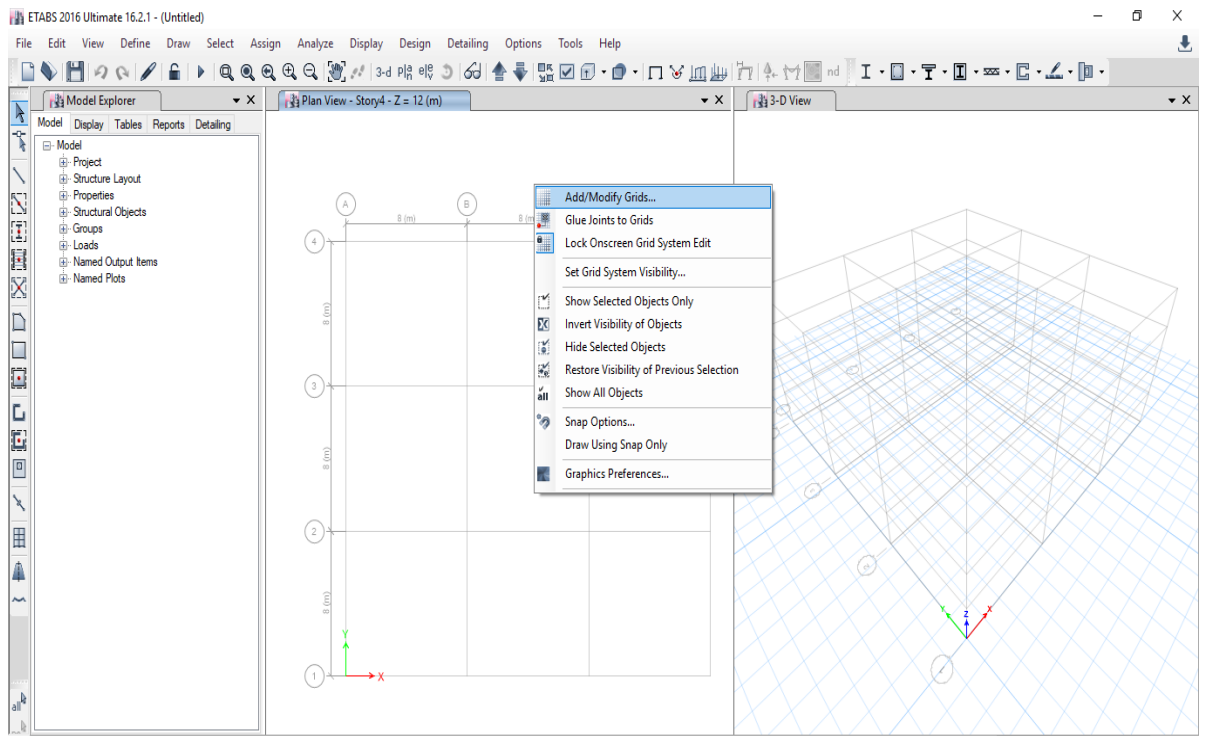 ETABS 2016 Ultimate 16.2.1 - (Untitled)
File Edit View Define Draw Select Assign Analyze Display Design Detailing Options Tools Help
3-d nd
Model Explorer
Plan View - Story4 - Z = 12 (m)
3-D View
Model Display Tables Reports Detailing
Model
Project
Structure Layout
Properties
Structural Objects
Groups
Loads
Named Output Items
Named Plots
A B
8 (m) 8 (m
4
8 (m)
3
8 (m)
2
8 (m)
Y
1 X
Add/Modify Grids...
Glue Joints to Grids
Lock Onscreen Grid System Edit
Set Grid System Visibility...
Show Selected Objects Only
Invert Visibility of Objects
Hide Selected Objects
Restore Visibility of Previous Selection
all Show All Objects
Snap Options...
Draw Using Snap Only
Graphics Preferences...
Y Z X
all